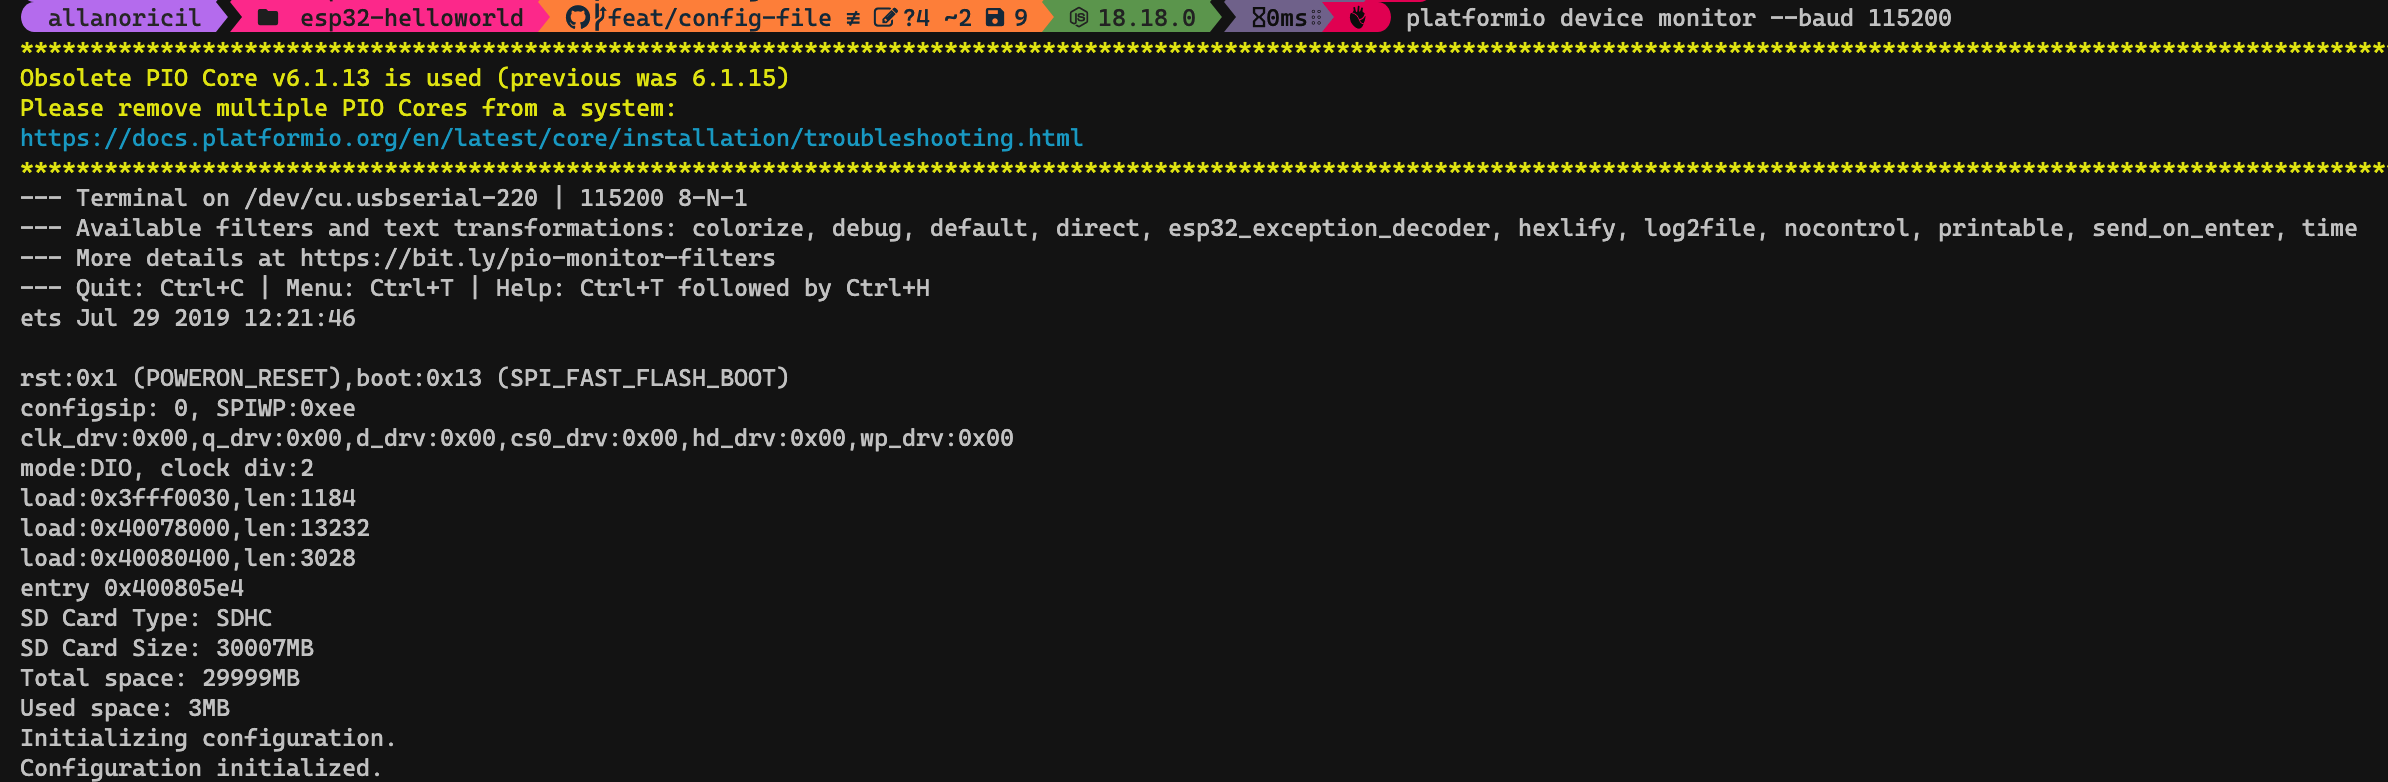 allanoricil esp32-helloworld feat/config-file ≢ ?4 ~2 9 18.18.0 0ms platformio device monitor --baud 115200
*************************************************************************************************************************************************************************
Obsolete PIO Core v6.1.13 is used (previous was 6.1.15)
Please remove multiple PIO Cores from a system:
https://docs.platformio.org/en/latest/core/installation/troubleshooting.html
*************************************************************************************************************************************************************************
--- Terminal on /dev/cu.usbserial-220 | 115200 8-N-1
--- Available filters and text transformations: colorize, debug, default, direct, esp32_exception_decoder, hexlify, log2file, nocontrol, printable, send_on_enter, time
--- More details at https://bit.ly/pio-monitor-filters
--- Quit: Ctrl+C | Menu: Ctrl+T | Help: Ctrl+T followed by Ctrl+H
ets Jul 29 2019 12:21:46
rst:0x1 (POWERON_RESET),boot:0x13 (SPI_FAST_FLASH_BOOT)
configsip: 0, SPIWP:0xee
clk_drv:0x00,q_drv:0x00,d_drv:0x00,cs0_drv:0x00,hd_drv:0x00,wp_drv:0x00
mode:DIO, clock div:2
load:0x3fff0030,len:1184
load:0x40078000,len:13232
load:0x40080400,len:3028
entry 0x400805e4
SD Card Type: SDHC
SD Card Size: 30007MB
Total space: 29999MB
Used space: 3MB
Initializing configuration.
Configuration initialized.